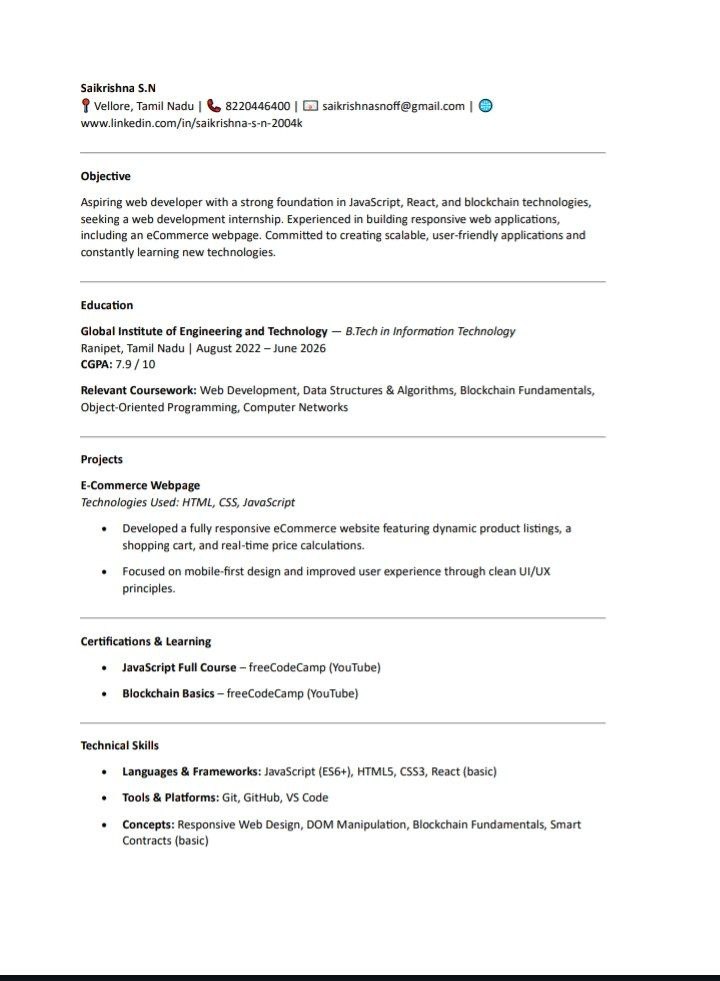 Saikrishna S.N
📍 Vellore, Tamil Nadu | 📞 8220446400 | 📧 saikrishnasnoff@gmail.com | 🌐
www.linkedin.com/in/saikrishna-s-n-2004k
Objective
Aspiring web developer with a strong foundation in JavaScript, React, and blockchain technologies,
seeking a web development internship. Experienced in building responsive web applications,
including an eCommerce webpage. Committed to creating scalable, user-friendly applications and
constantly learning new technologies.
Education
Global Institute of Engineering and Technology — B.Tech in Information Technology
Ranipet, Tamil Nadu | August 2022 – June 2026
CGPA: 7.9 / 10
Relevant Coursework: Web Development, Data Structures & Algorithms, Blockchain Fundamentals,
Object-Oriented Programming, Computer Networks
Projects
E-Commerce Webpage
Technologies Used: HTML, CSS, JavaScript
• Developed a fully responsive eCommerce website featuring dynamic product listings, a
shopping cart, and real-time price calculations.
• Focused on mobile-first design and improved user experience through clean UI/UX
principles.
Certifications & Learning
• JavaScript Full Course – freeCodeCamp (YouTube)
• Blockchain Basics – freeCodeCamp (YouTube)
Technical Skills
• Languages & Frameworks: JavaScript (ES6+), HTML5, CSS3, React (basic)
• Tools & Platforms: Git, GitHub, VS Code
• Concepts: Responsive Web Design, DOM Manipulation, Blockchain Fundamentals, Smart
Contracts (basic)